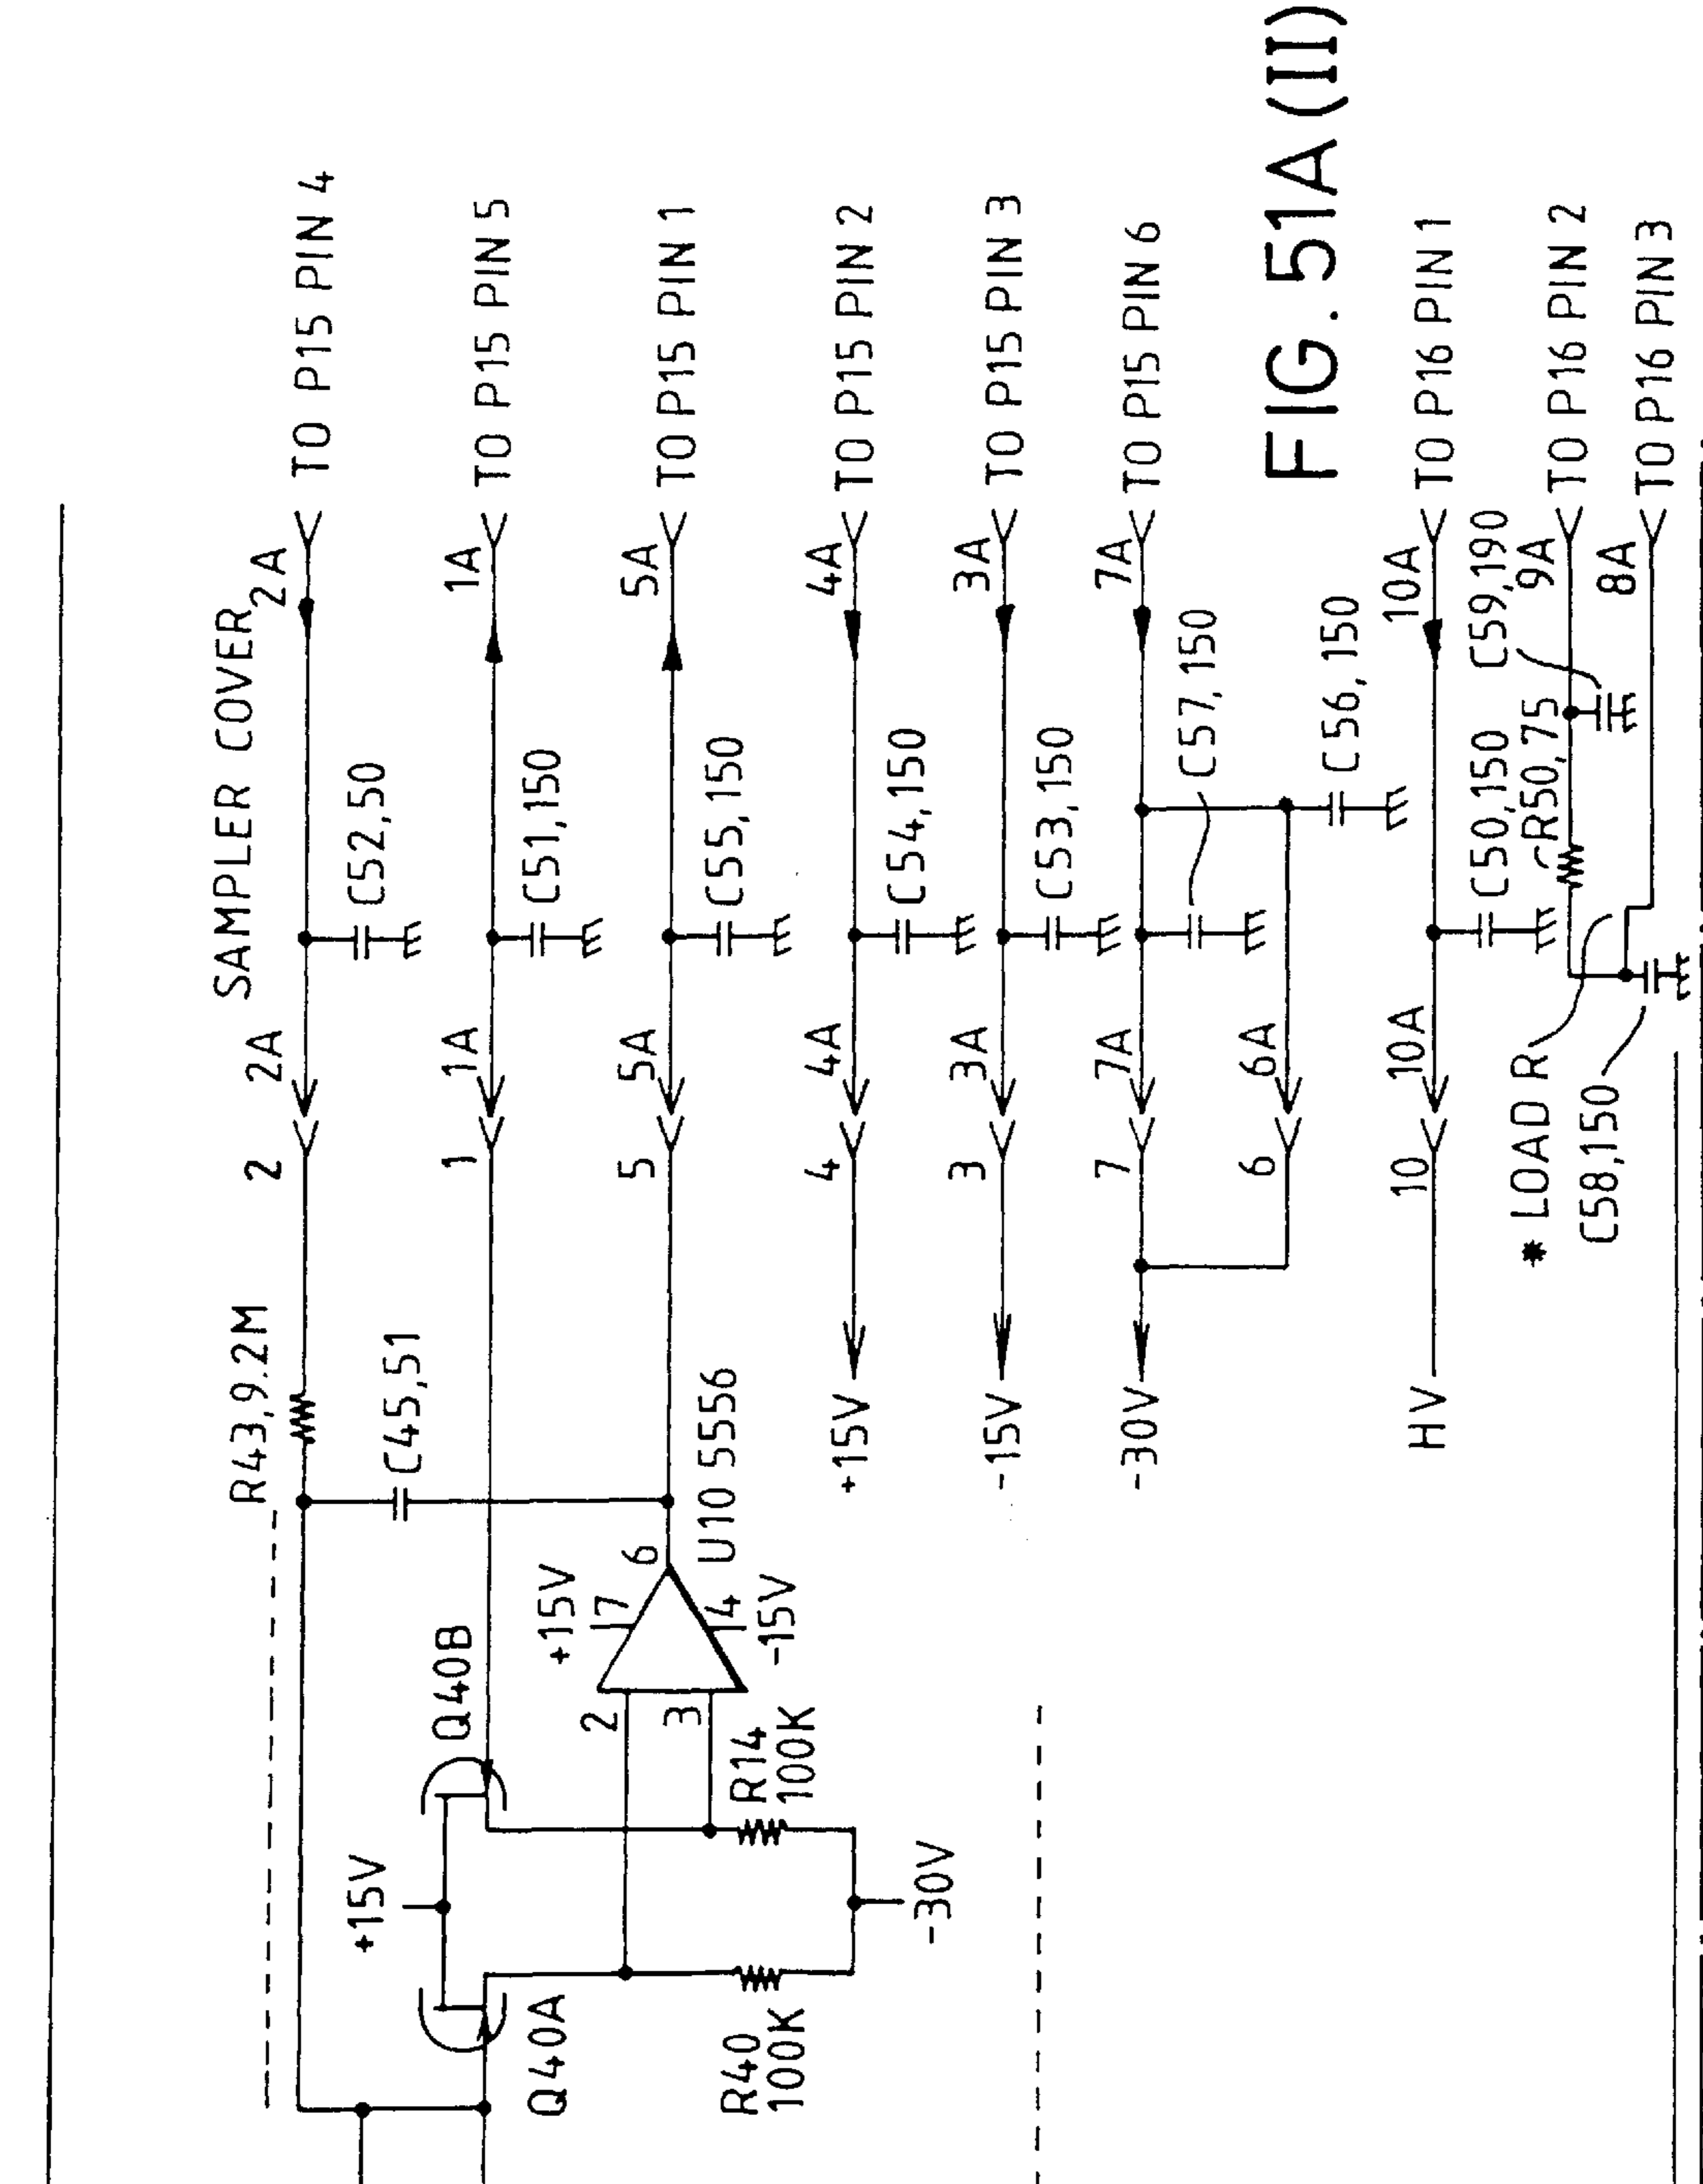 SAMPLER COVER
R43,9.2M
2
2A
2A
TO P15 PIN 4
C52,50
C45,51
Q40B
1
1A
1A
TO P15 PIN 5
C51,150
+15V
Q40A
+15V
7
2
3
6
4
-15V
U10 5556
5
5A
5A
TO P15 PIN 1
C55,150
R40
100K
R14
100K
-30V
+15V
4
4A
4A
TO P15 PIN 2
C54,150
-15V
3
3A
3A
TO P15 PIN 3
C53,150
-30V
7
7A
7A
TO P15 PIN 6
C57,150
6
6A
C56,150
FIG. 51A (II)
HV
10
10A
10A
TO P16 PIN 1
C50,150
C59,190
R50,75
9A
TO P16 PIN 2
* LOAD R
8A
TO P16 PIN 3
C58,150